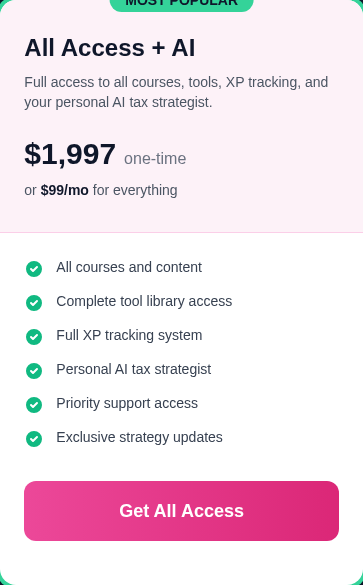 MOST POPULAR
All Access + AI
Full access to all courses, tools, XP tracking, and
your personal AI tax strategist.
$1,997 one-time
or $99/mo for everything
All courses and content
Complete tool library access
Full XP tracking system
Personal AI tax strategist
Priority support access
Exclusive strategy updates
Get All Access